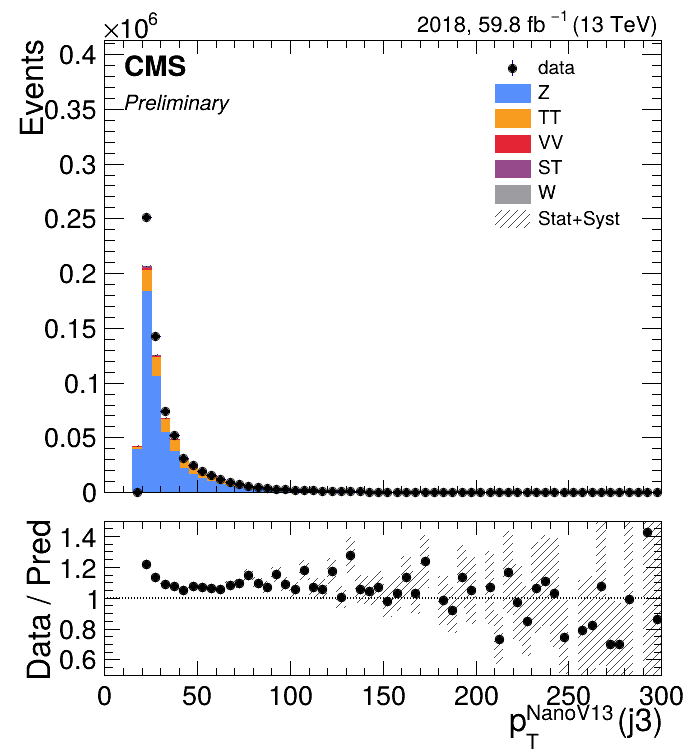 ×10⁶
2018, 59.8 fb⁻¹ (13 TeV)
CMS
Preliminary
Events
0.4
0.35
0.3
0.25
0.2
0.15
0.1
0.05
0
data
Z
TT
VV
ST
W
Stat+Syst
Data / Pred
1.4
1.2
1
0.8
0.6
0
50
100
150
200
250
300
p_T^NanoV13 (j3)